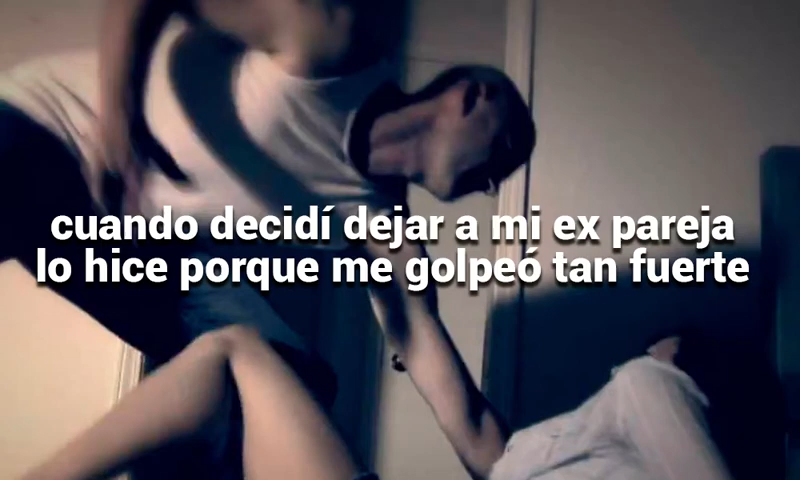 cuando decidí dejar a mi ex pareja
lo hice porque me golpeó tan fuerte